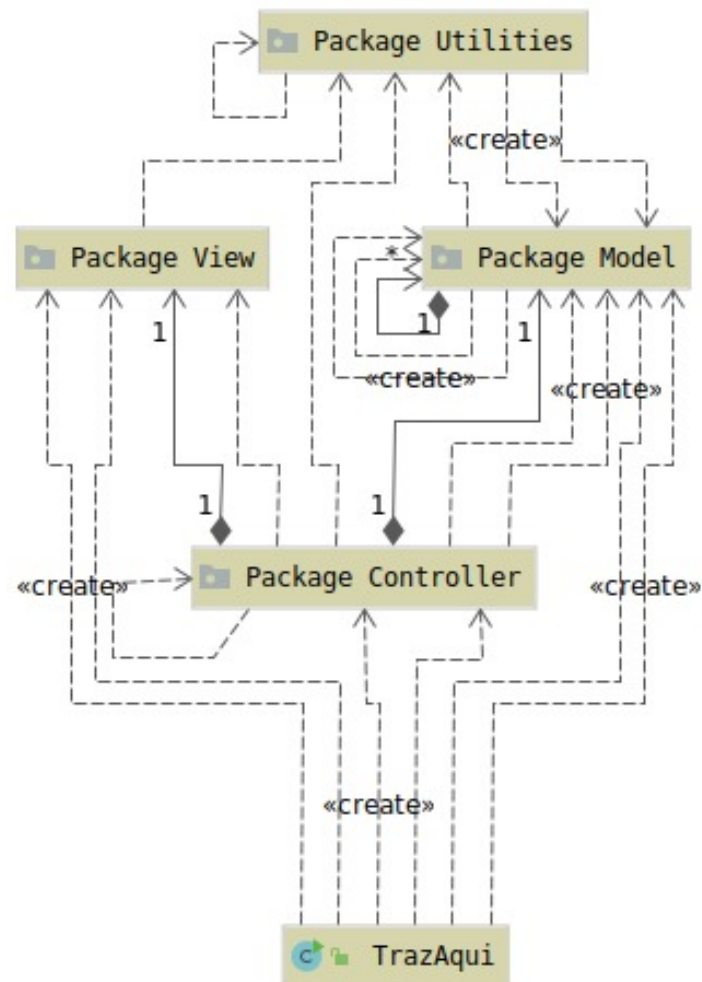 Package Utilities
«create»
Package View
*
Package Model
1
1
1
«create»
«create»
1
1
Package Controller
«create»
«create»
«create»
C
TrazAqui